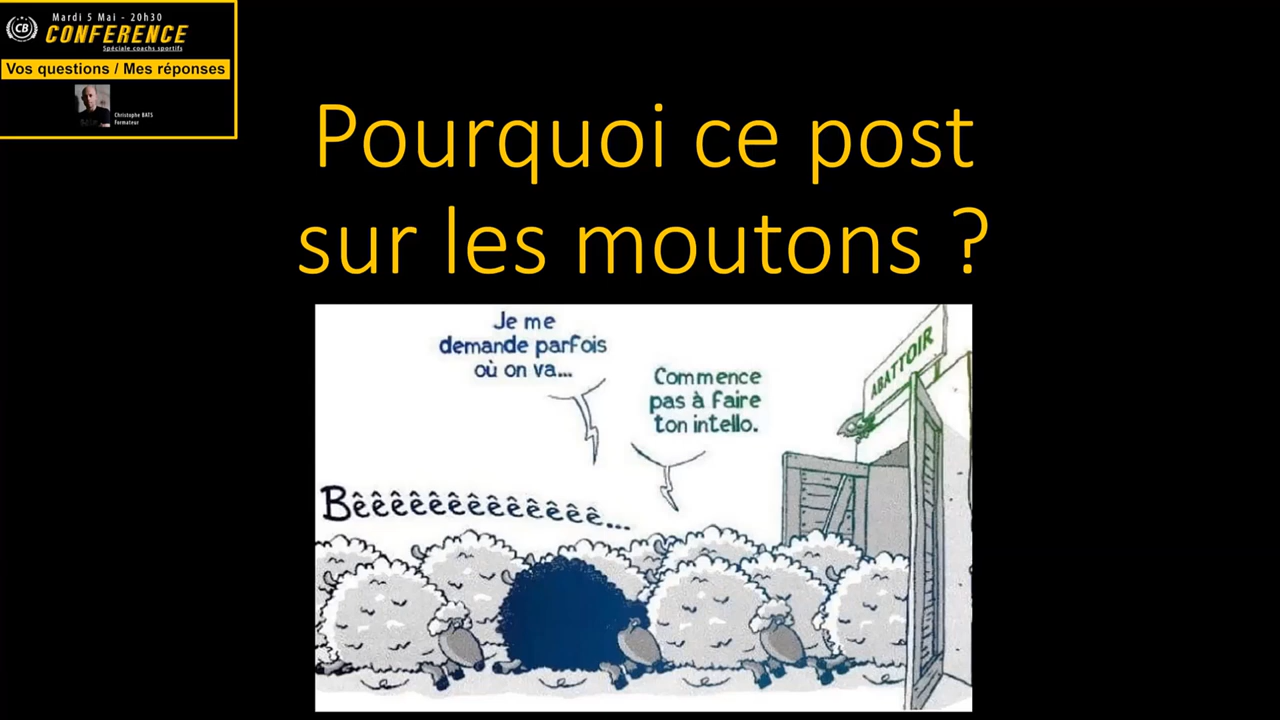 Mardi 5 Mai - 20h30
CB
CONFERENCE
Spéciale coachs sportifs
Vos questions / Mes réponses
Christophe BATS
Formateur
Pourquoi ce post
sur les moutons ?
Je me
demande parfois
où on va...
Commence
pas à faire
ton intello.
ABATTOIR
Bêêêêêêêêêêêêê...